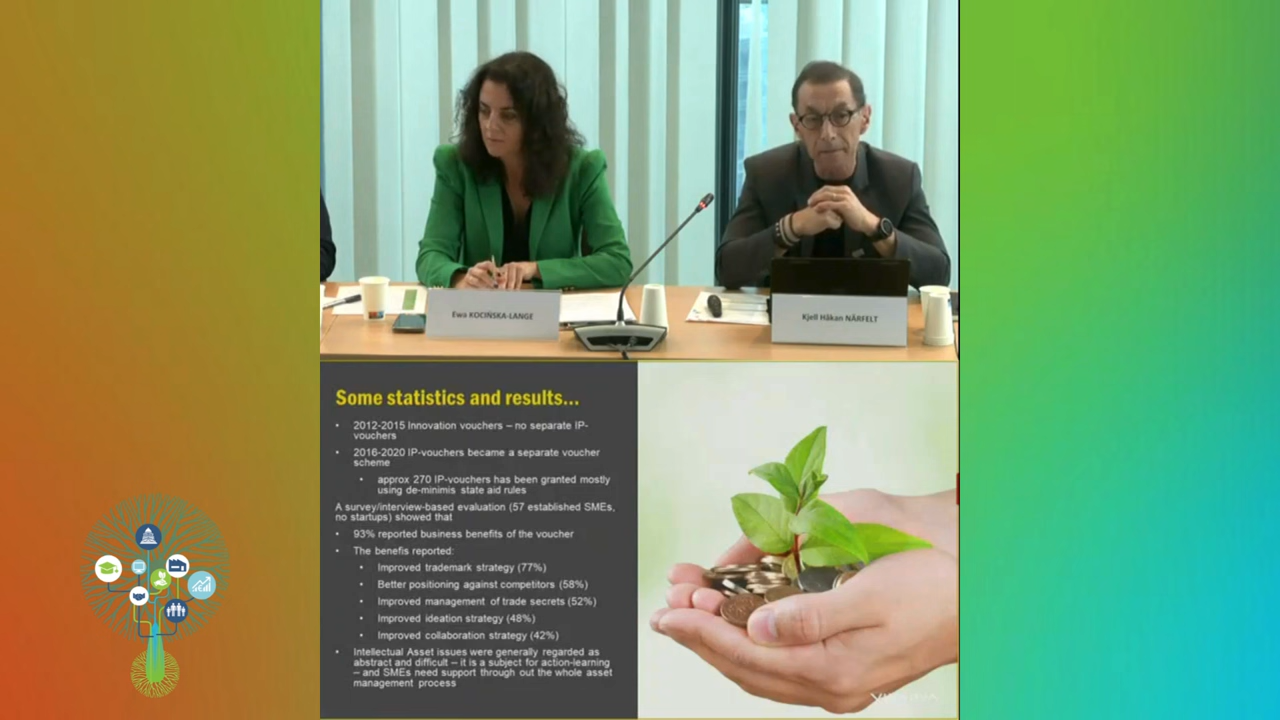 Ewa KOCIŃSKA-LANGE
Kjell Håkan NÄRFELT
Some statistics and results...
• 2012-2015 Innovation vouchers – no separate IP-
vouchers
• 2016-2020 IP-vouchers became a separate voucher
scheme
• approx 270 IP-vouchers has been granted mostly
using de-minimis state aid rules
A survey/interview-based evaluation (57 established SMEs,
no startups) showed that
• 93% reported business benefits of the voucher
• The benefis reported:
• Improved trademark strategy (77%)
• Better positioning against competitors (58%)
• Improved management of trade secrets (52%)
• Improved ideation strategy (48%)
• Improved collaboration strategy (42%)
• Intellectual Asset issues were generally regarded as
abstract and difficult – it is a subject for action-learning
– and SMEs need support through out the whole asset
management process